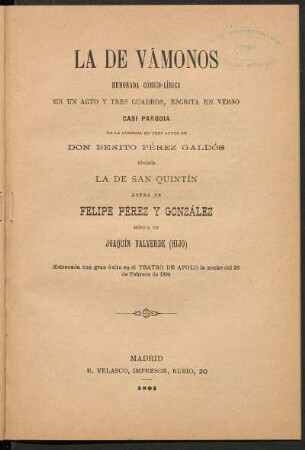 LA DE VÁMONOS
HUMORADA CÓMICO-LÍRICA
EN UN ACTO Y TRES CUADROS, ESCRITA EN VERSO
CASI PARODIA
DE LA COMEDIA EN TRES ACTOS DE
DON BENITO PÉREZ GALDÓS
titulada
LA DE SAN QUINTÍN
LETRA DE
FELIPE PÉREZ Y GONZÁLEZ
MÚSICA DE
JOAQUÍN VALVERDE (HIJO)
Estrenada con gran éxito en el TEATRO DE APOLO la noche del
de Febrero de 1894
MADRID
R. VELASCO, IMPRESOR, RUBIO, 20
1894